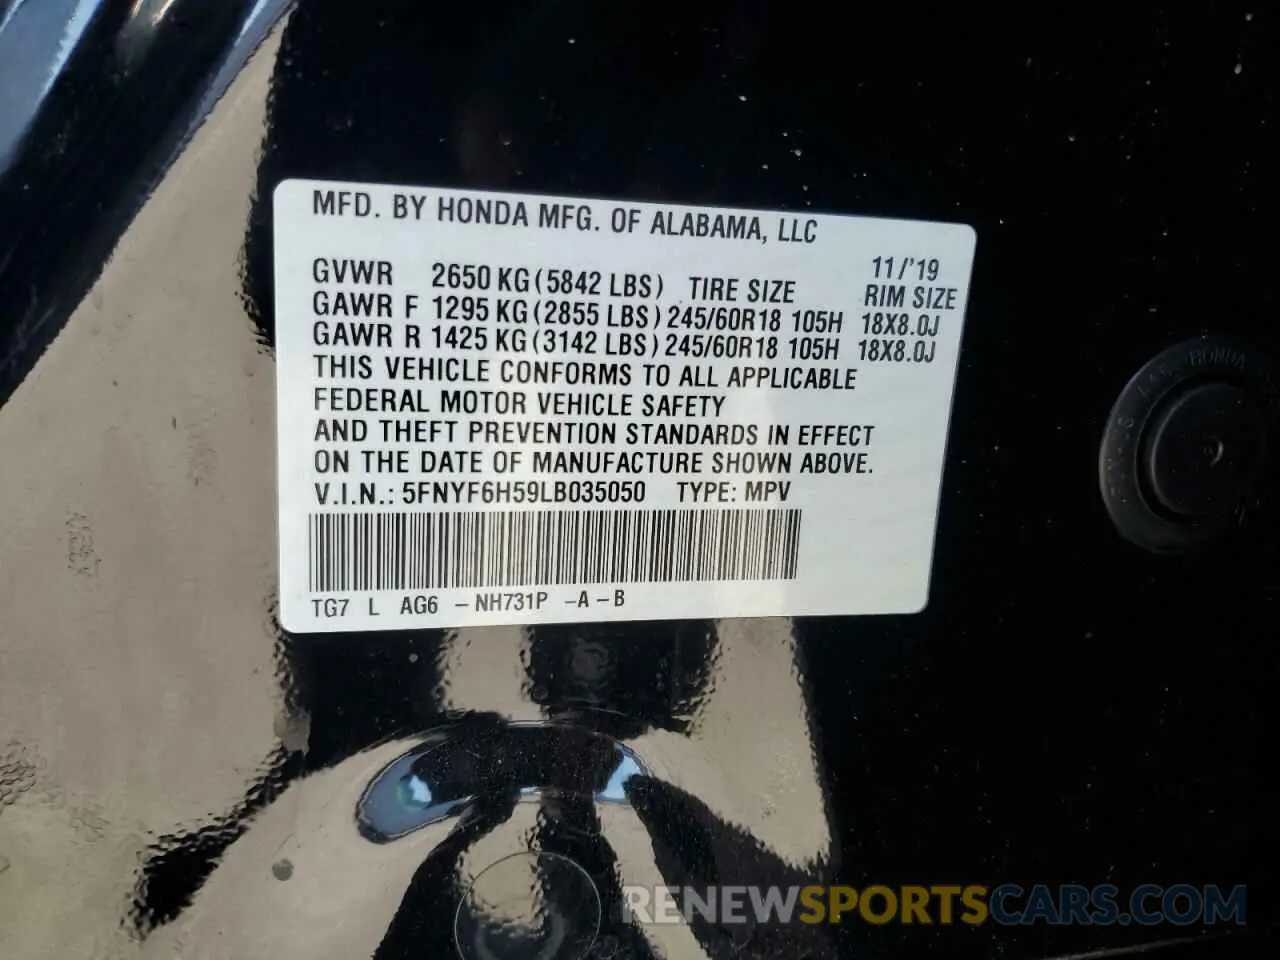 MFD. BY HONDA MFG. OF ALABAMA, LLC
11/'19
GVWR 2650 KG (5842 LBS) TIRE SIZE RIM SIZE
GAWR F 1295 KG (2855 LBS) 245/60R18 105H 18X8.0J
GAWR R 1425 KG (3142 LBS) 245/60R18 105H 18X8.0J
THIS VEHICLE CONFORMS TO ALL APPLICABLE
FEDERAL MOTOR VEHICLE SAFETY
AND THEFT PREVENTION STANDARDS IN EFFECT
ON THE DATE OF MANUFACTURE SHOWN ABOVE.
V.I.N.: 5FNYF6H59LB035050 TYPE: MPV
TG7 L AG6 -NH731P -A-B
HONDA
RENEWSPORTSCARS.COM